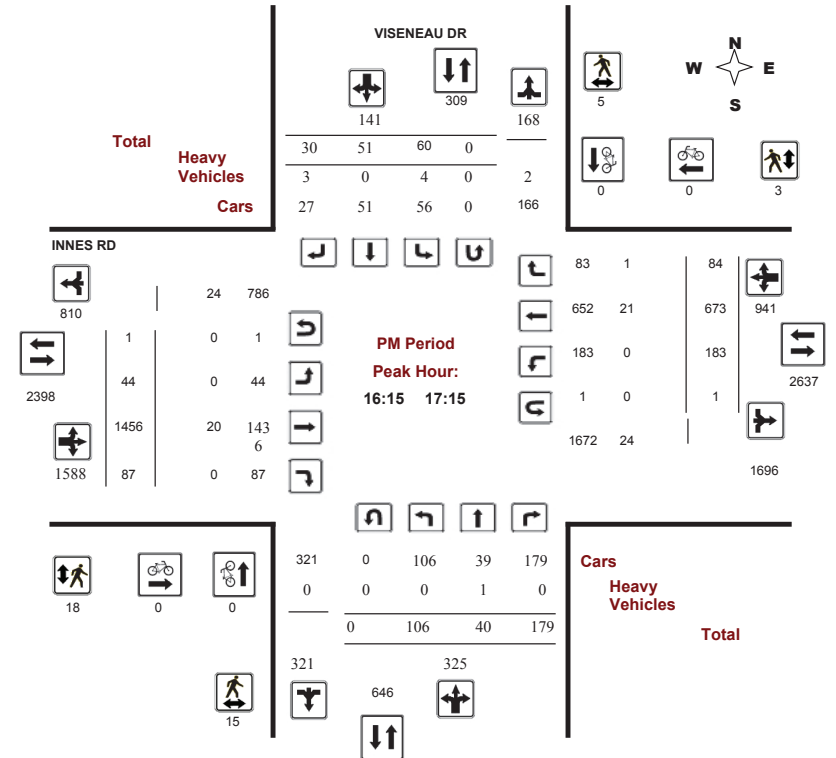 VISENEAU DR
N
W E
S
309
5
141 168
Total
30 51 60 0
Heavy
Vehicles
3 0 4 0 2
Cars
27 51 56 0 166
0 0 3
INNES RD
83 1 84
810
24 786
652 21 673 941
1 0 1
PM Period
Peak Hour:
16:15 17:15
183 0 183
2398
44 0 44
2637
1 0 1
1456 20 143
6
1672 24
1588 87 0 87
1696
321 0 106 39 179
Cars
0 0 0 1 0
Heavy
Vehicles
18 0 0
0 106 40 179
Total
321 325
646
15